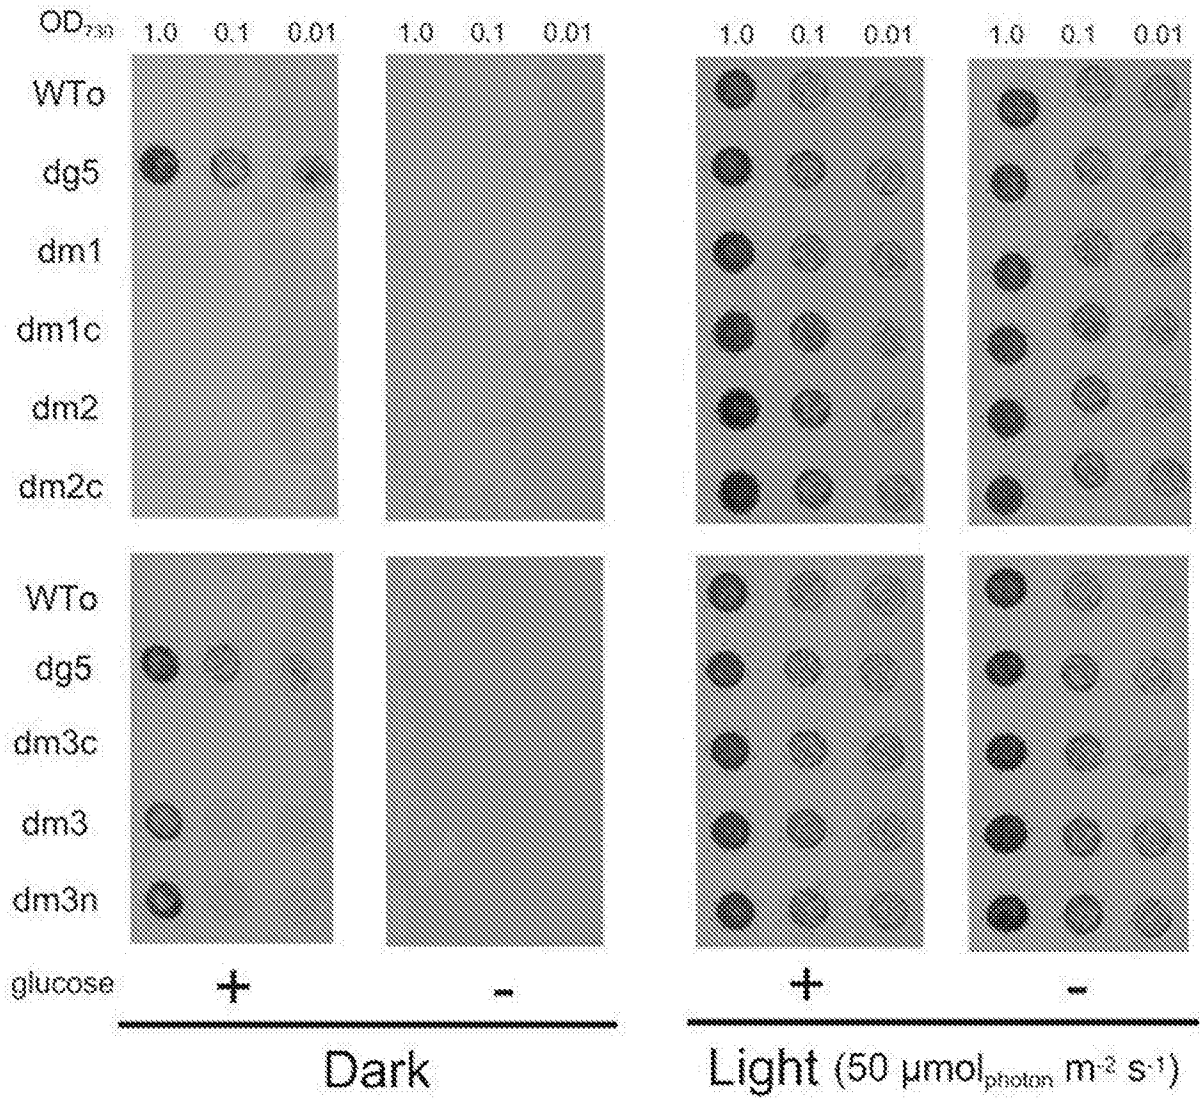 OD₇₃₀ 1.0 0.1 0.01 1.0 0.1 0.01 1.0 0.1 0.01 1.0 0.1 0.01
WTo
dg5
dm1
dm1c
dm2
dm2c
WTo
dg5
dm3c
dm3
dm3n
glucose + - + -
Dark Light (50 μmolphoton m⁻² s⁻¹)